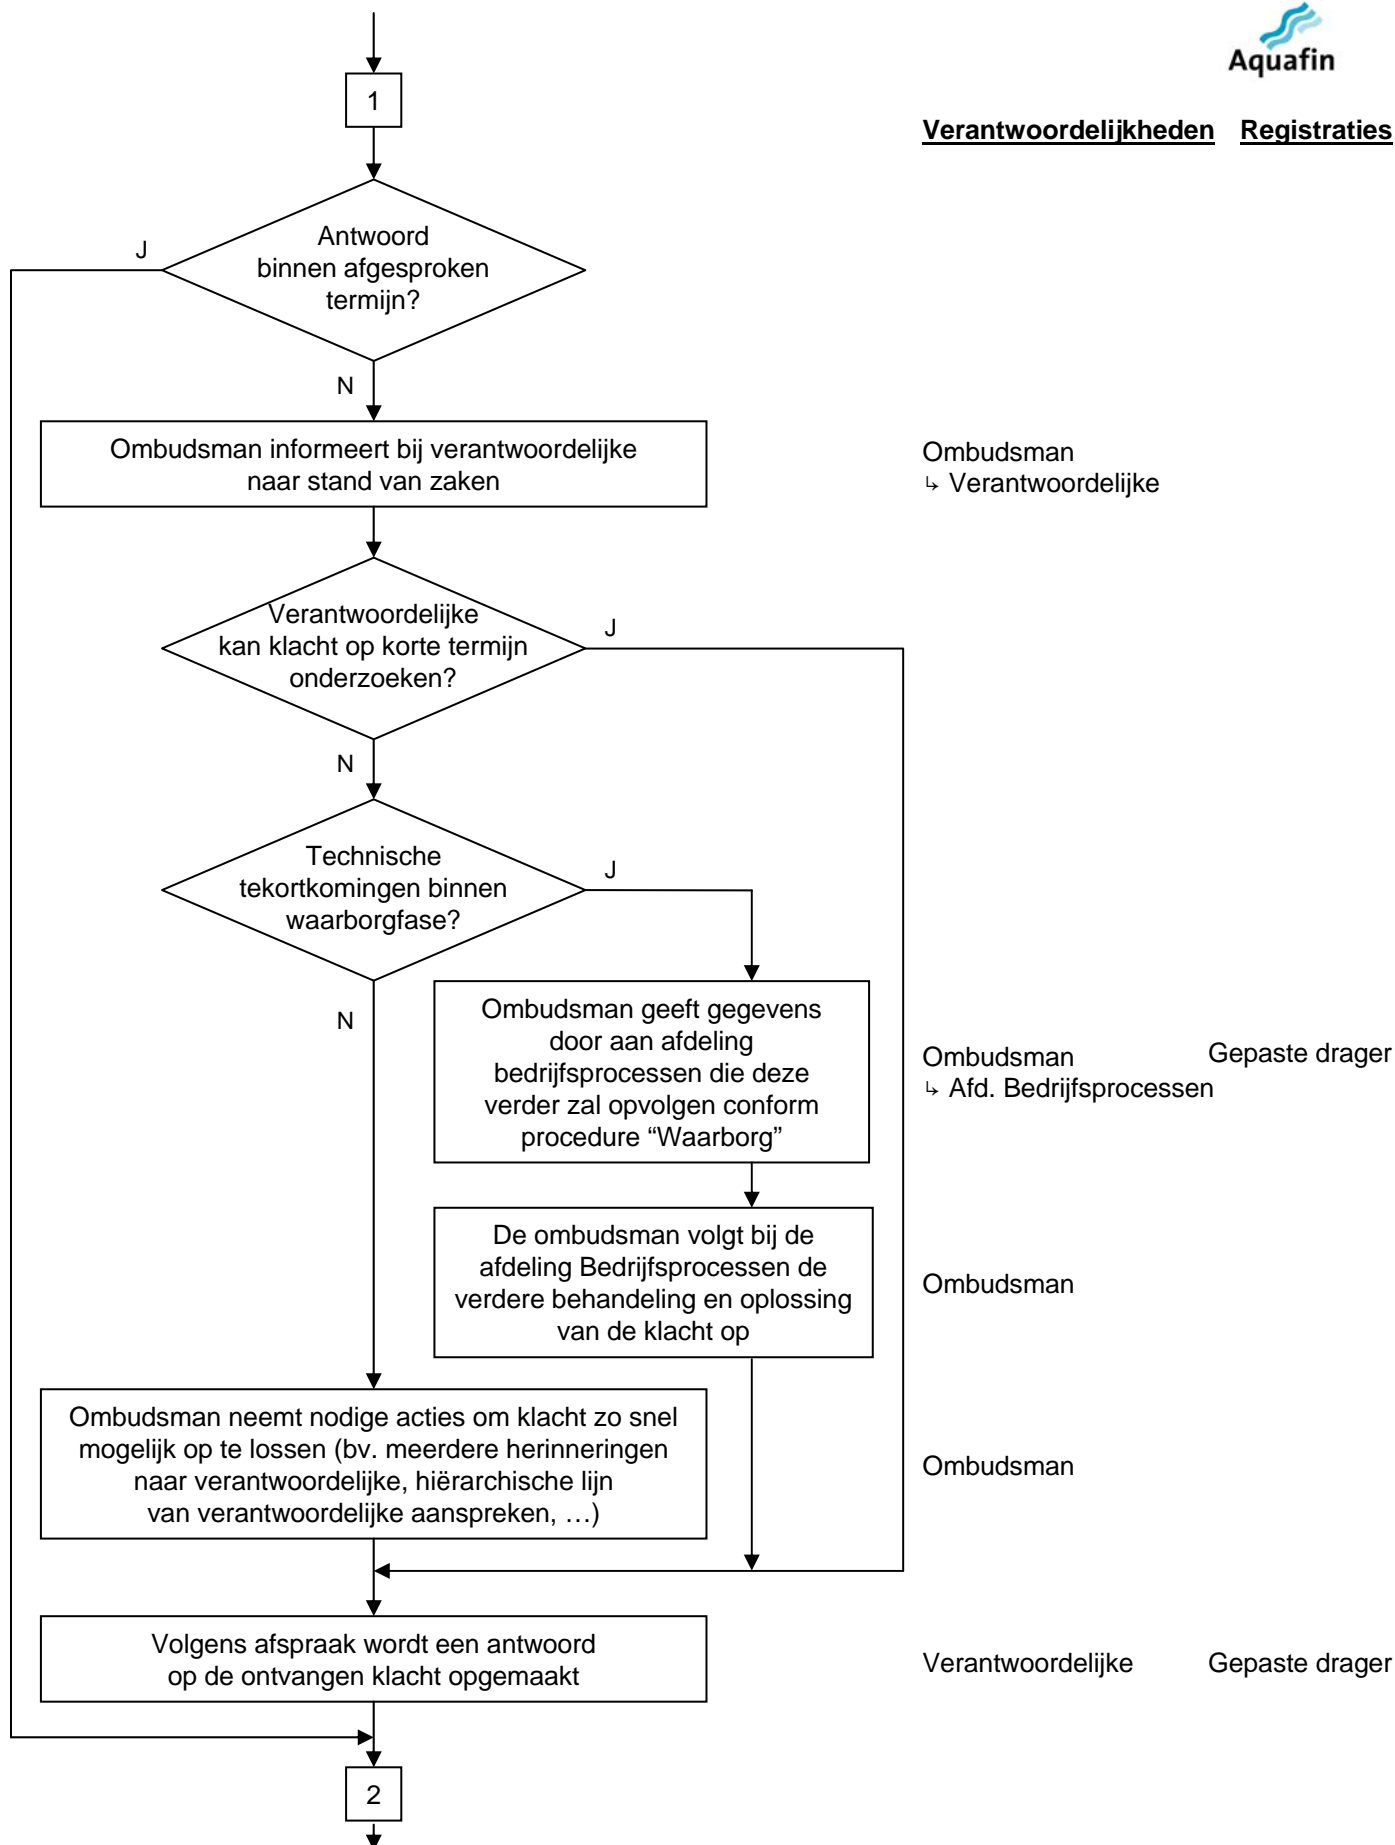 Aquafin
Verantwoordelijkheden Registraties
1
Antwoord
binnen afgesproken
termijn?
J
N
Ombudsman informeert bij verantwoordelijke
naar stand van zaken
Ombudsman
↳ Verantwoordelijke
Verantwoordelijke
kan klacht op korte termijn
onderzoeken?
J
N
Technische
tekortkomingen binnen
waarborgfase?
J
N
Ombudsman geeft gegevens
door aan afdeling
bedrijfsprocessen die deze
verder zal opvolgen conform
procedure “Waarborg”
Ombudsman Gepaste drager
↳ Afd. Bedrijfsprocessen
De ombudsman volgt bij de
afdeling Bedrijfsprocessen de
verdere behandeling en oplossing
van de klacht op
Ombudsman
Ombudsman neemt nodige acties om klacht zo snel
mogelijk op te lossen (bv. meerdere herinneringen
naar verantwoordelijke, hiërarchische lijn
van verantwoordelijke aanspreken, …)
Ombudsman
Volgens afspraak wordt een antwoord
op de ontvangen klacht opgemaakt
Verantwoordelijke Gepaste drager
2